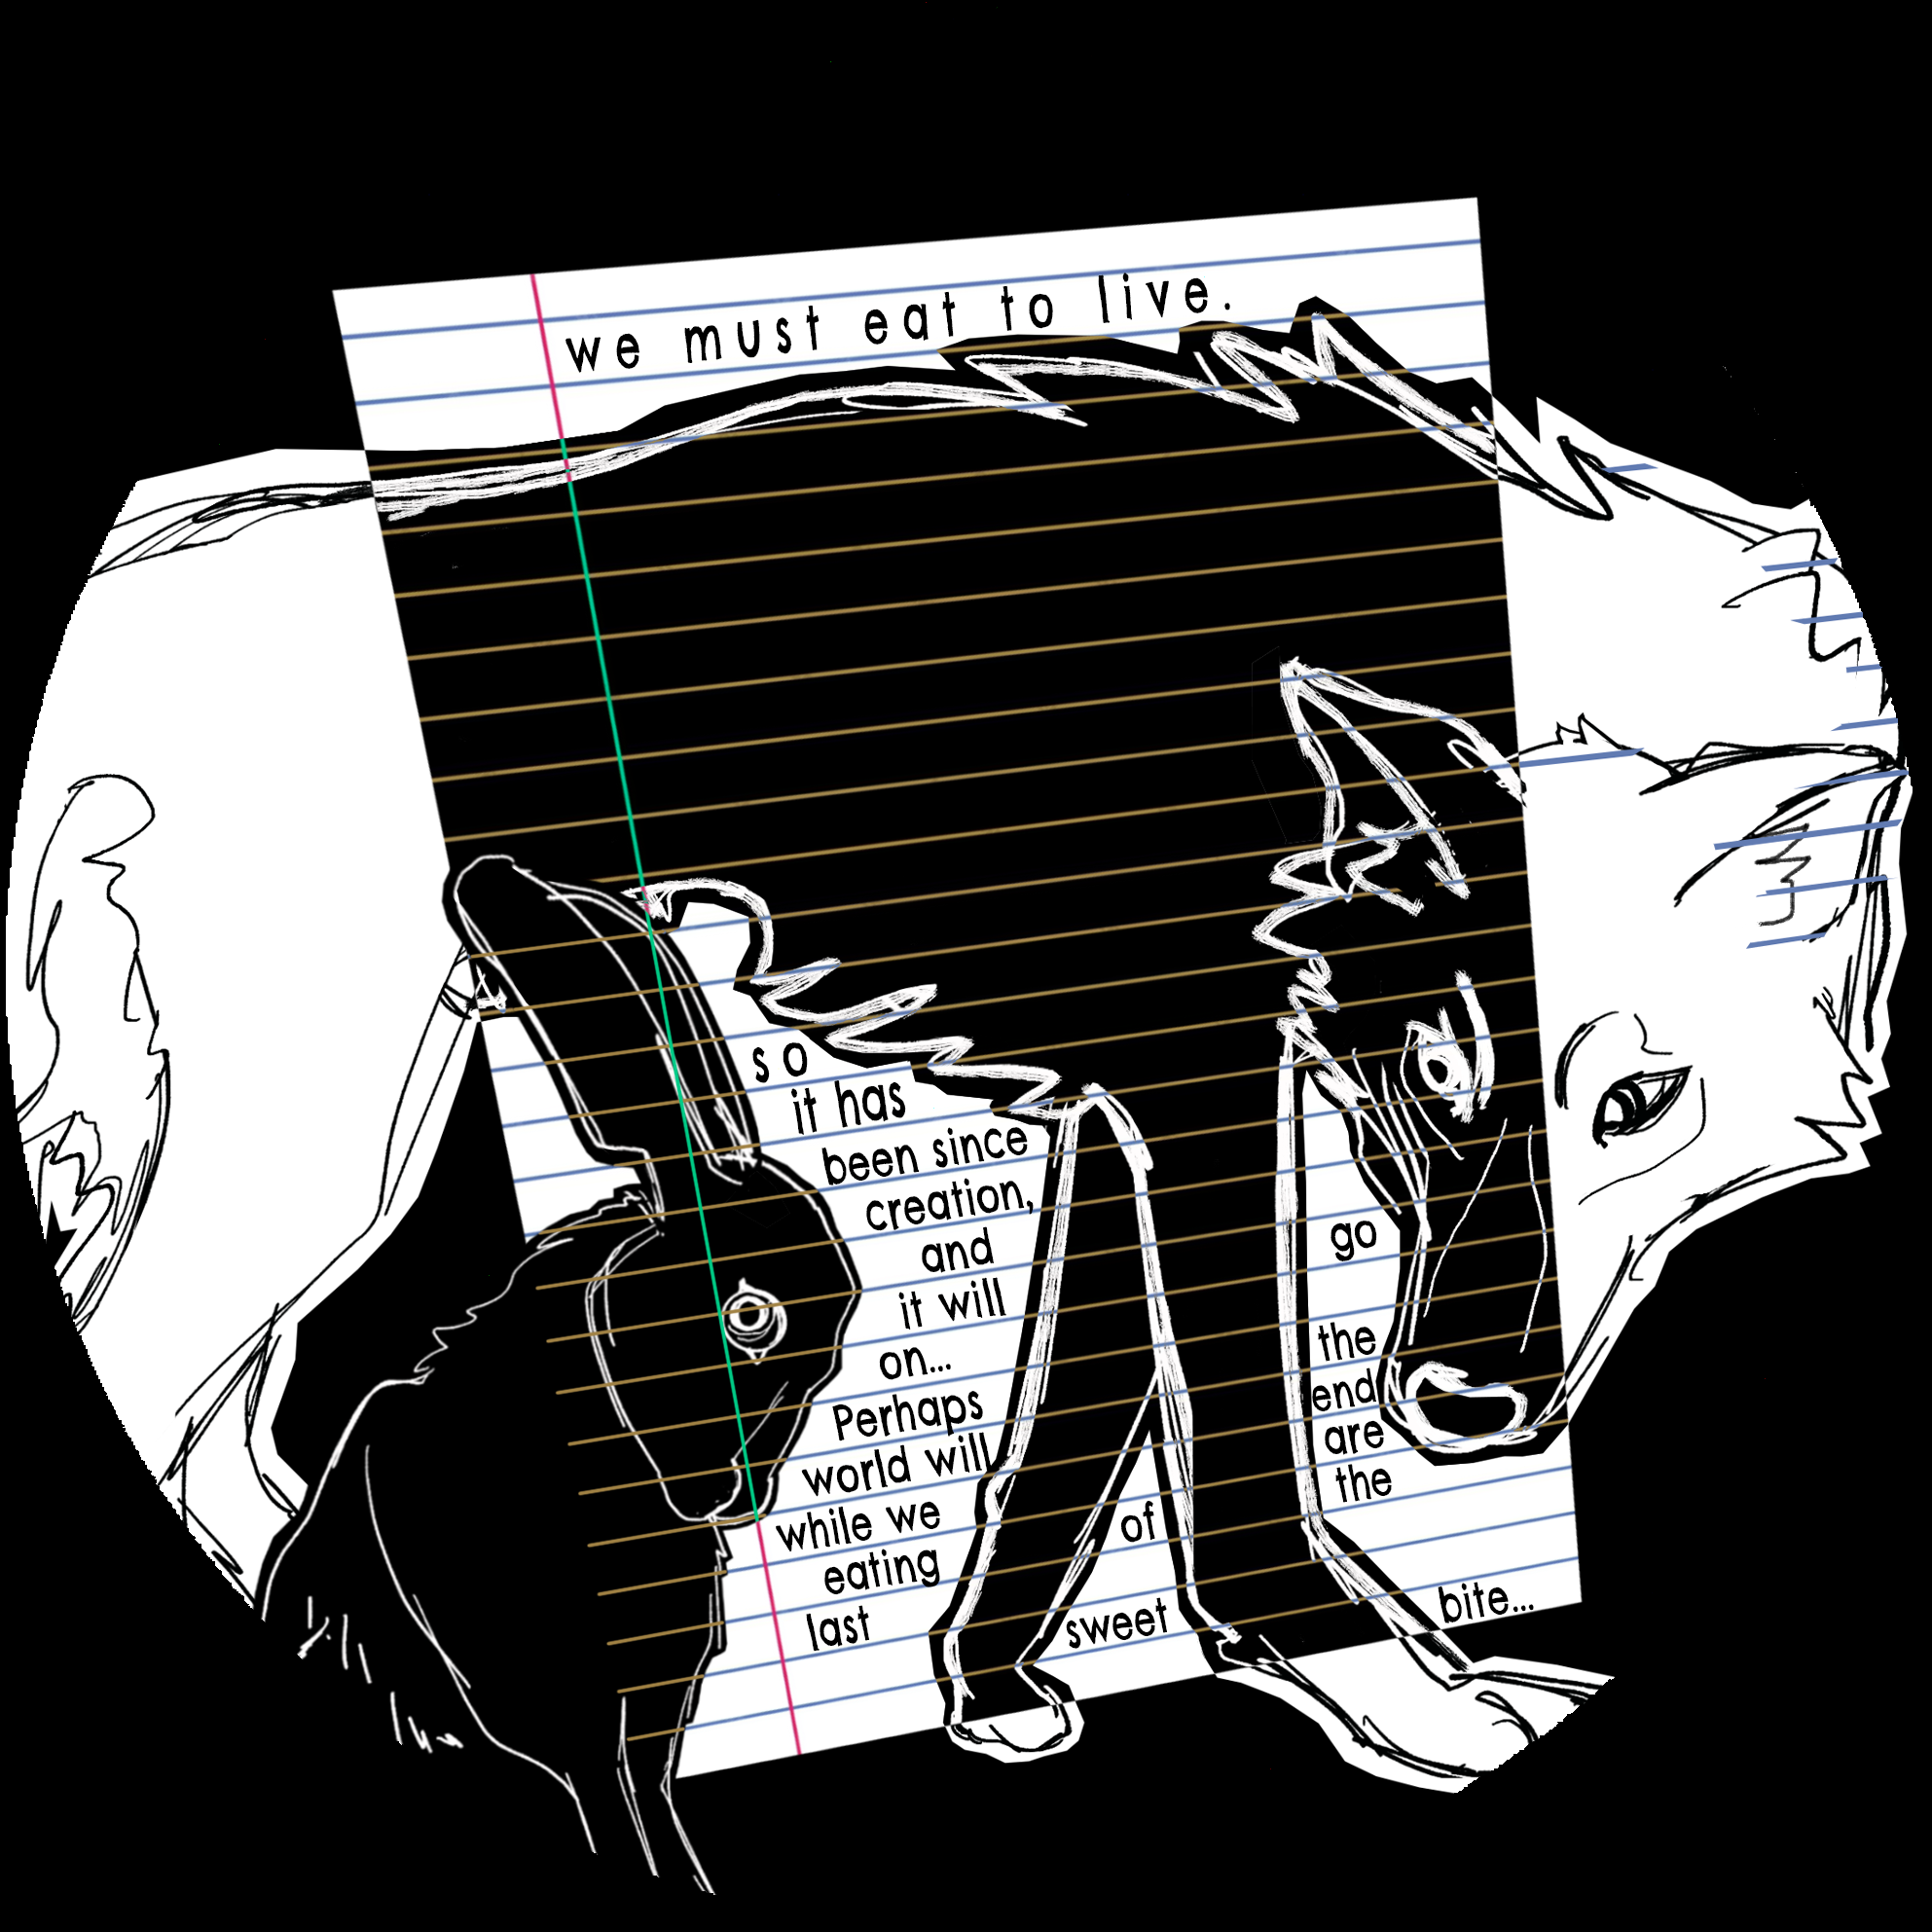 we must eat to live.
so
it has
been since
creation,
and
it will go
on...
Perhaps the
world will end
while we are
eating of the
last sweet bite...